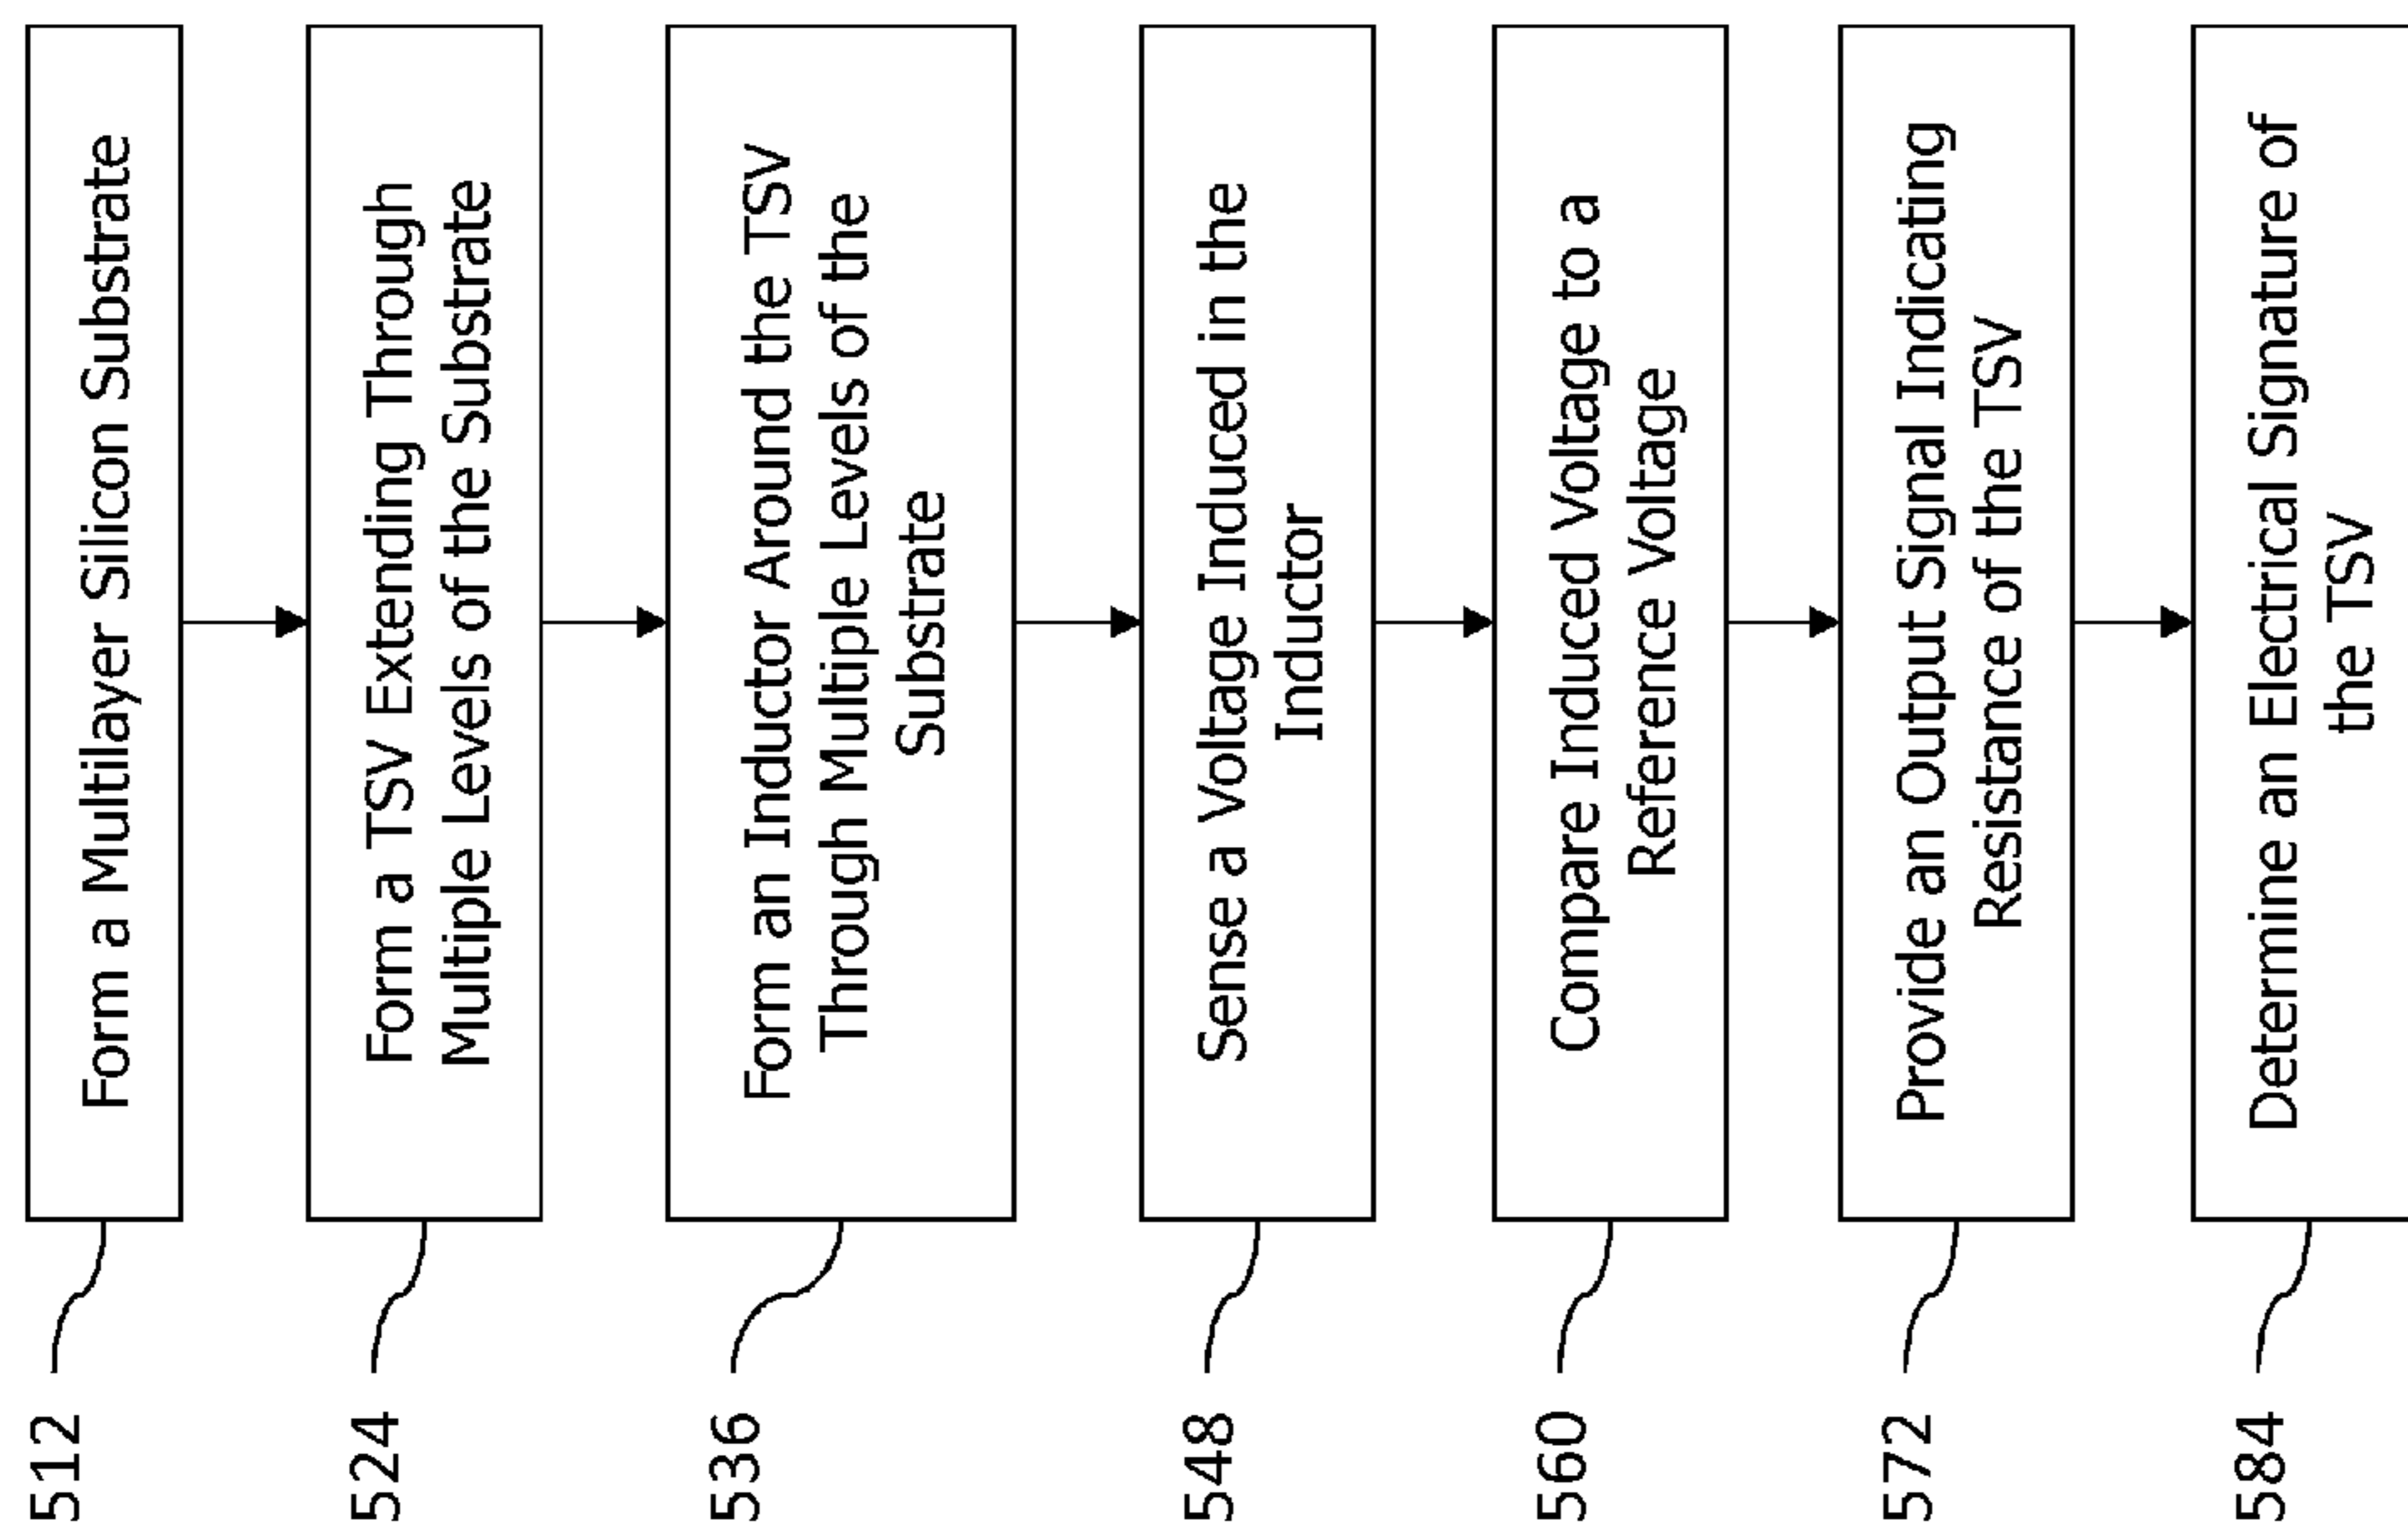 512
Form a Multilayer Silicon Substrate
524
Form a TSV Extending Through
Multiple Levels of the Substrate
536
Form an Inductor Around the TSV
Through Multiple Levels of the
Substrate
548
Sense a Voltage Induced in the
Inductor
560
Compare Induced Voltage to a
Reference Voltage
572
Provide an Output Signal Indicating
Resistance of the TSV
584
Determine an Electrical Signature of
the TSV